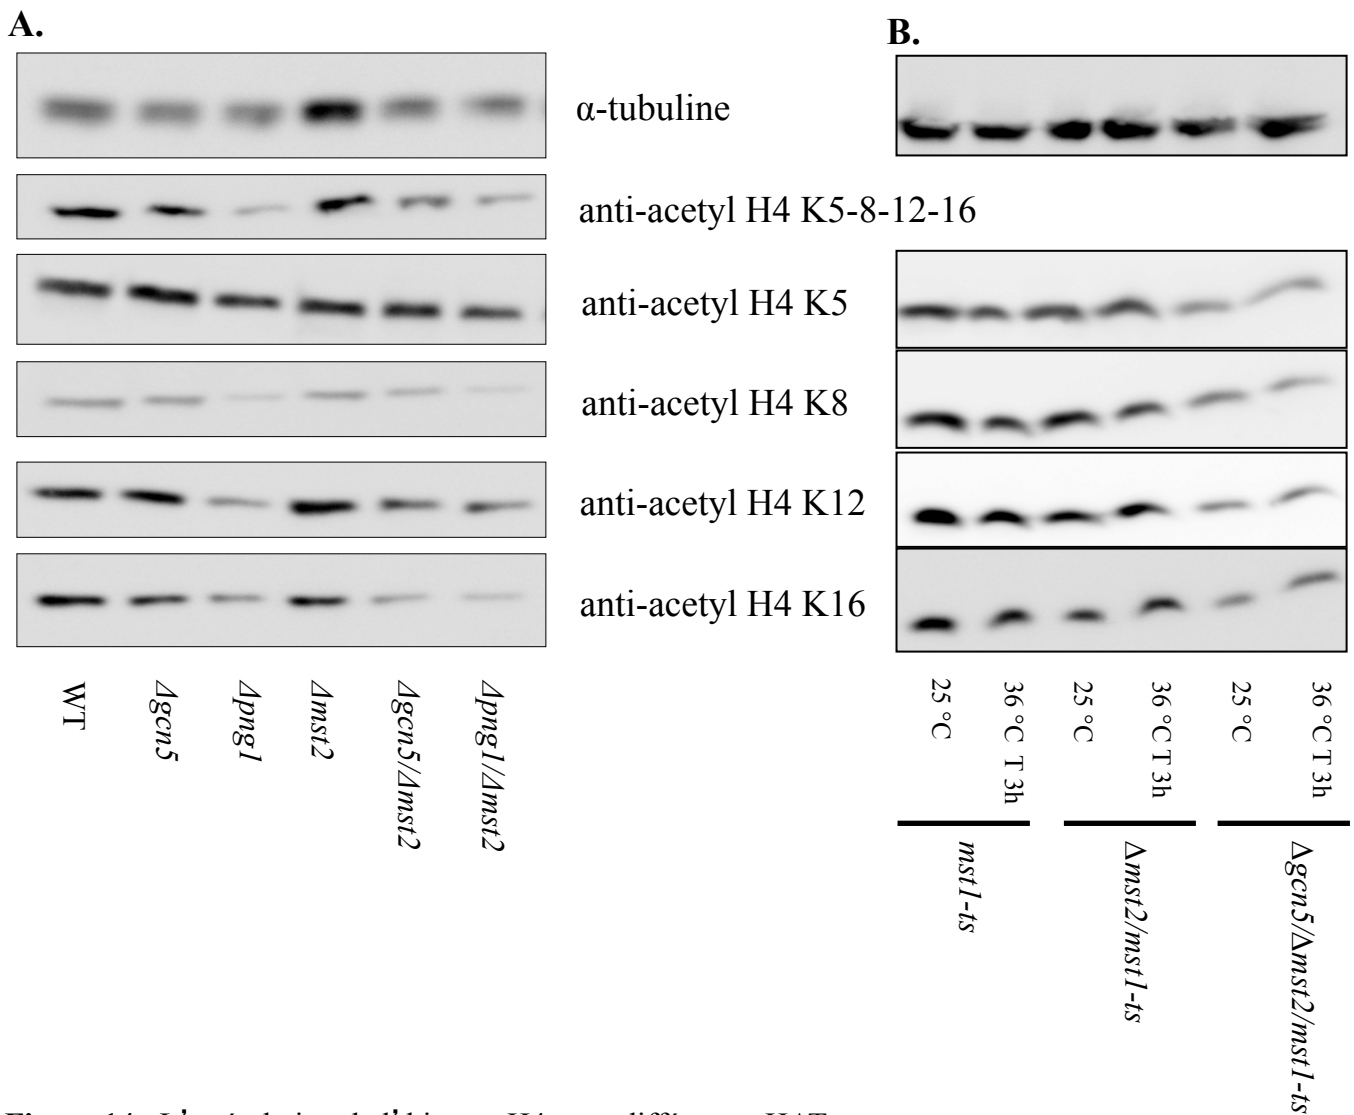 A.
B.
α-tubuline
anti-acetyl H4 K5-8-12-16
anti-acetyl H4 K5
anti-acetyl H4 K8
anti-acetyl H4 K12
anti-acetyl H4 K16
WT
Δgcn5
Δpng1
Δmst2
Δgcn5/Δmst2
Δpng1/Δmst2
25 °C
36 °C T 3h
25 °C
36 °C T 3h
25 °C
36 °C T 3h
mst1-ts
Δmst2/mst1-ts
Δgcn5/Δmst2/mst1-ts